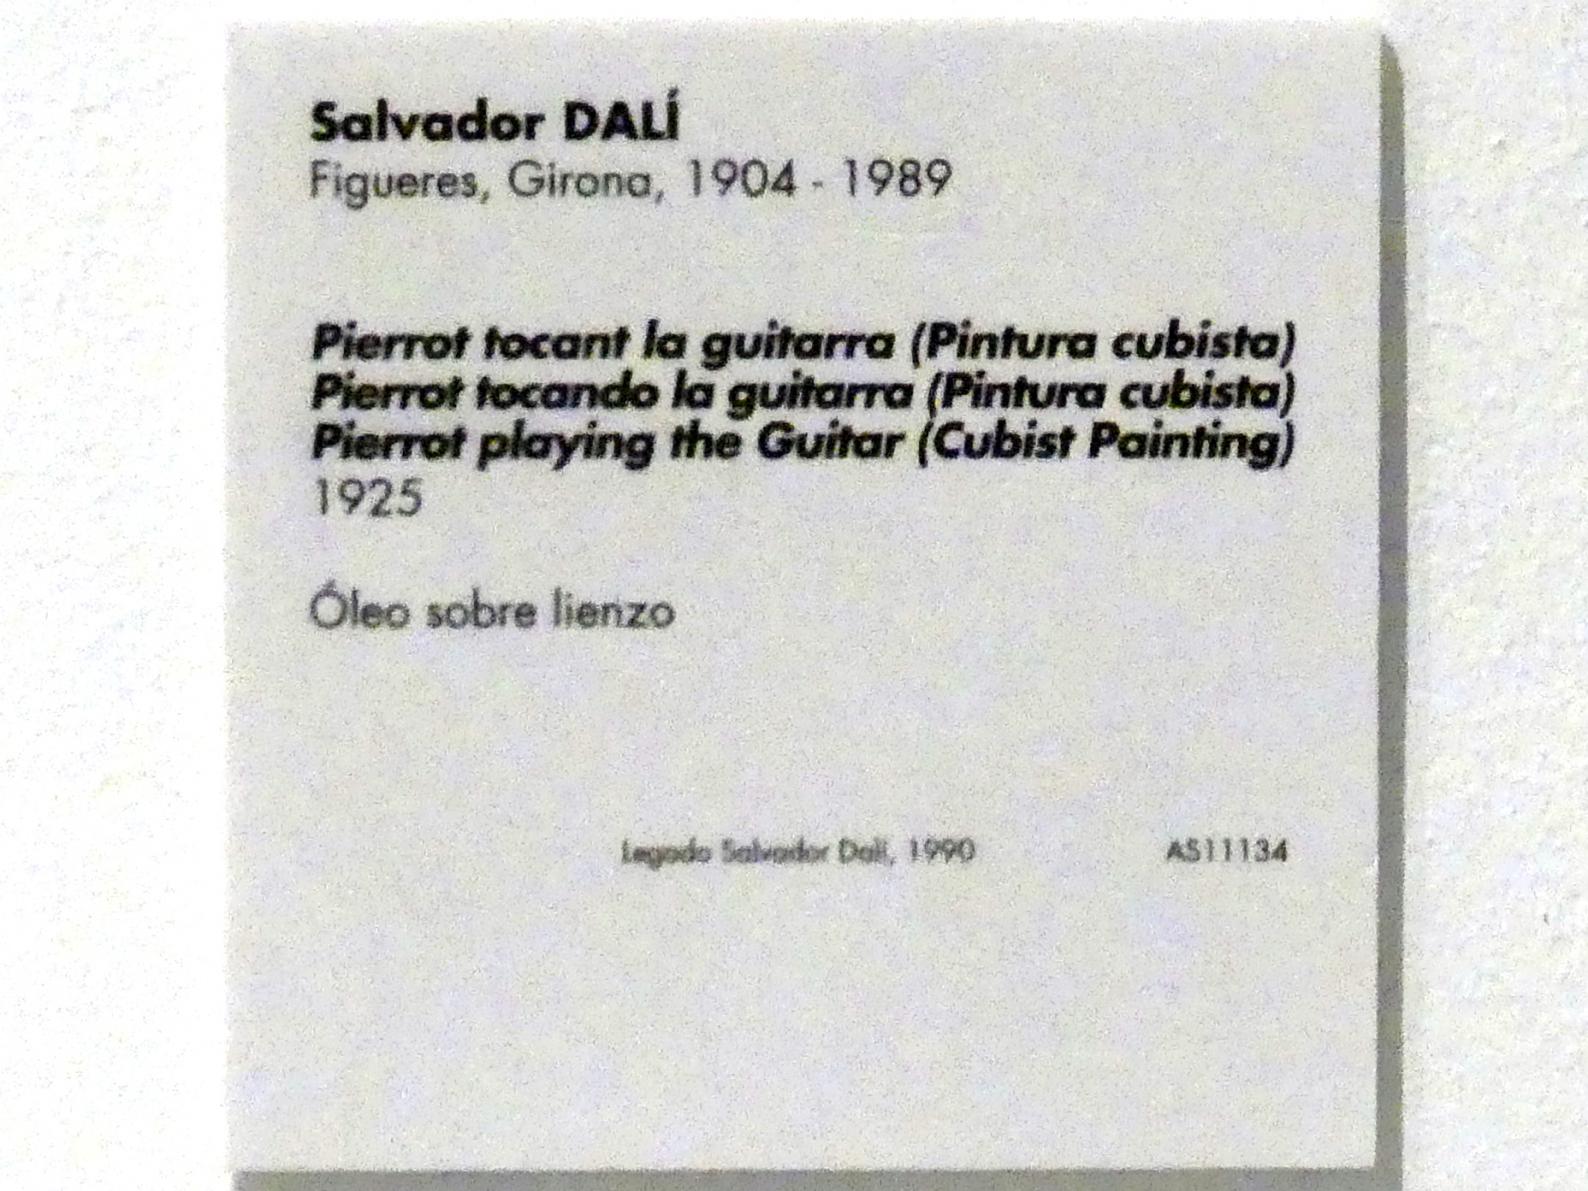 Salvador DALÍ
Figueres, Girona, 1904 - 1989
Pierrot tocant la guitarra (Pintura cubista)
Pierrot tocando la guitarra (Pintura cubista)
Pierrot playing the Guitar (Cubist Painting)
1925
Óleo sobre lienzo
Legado Salvador Dalí, 1990 AS11134